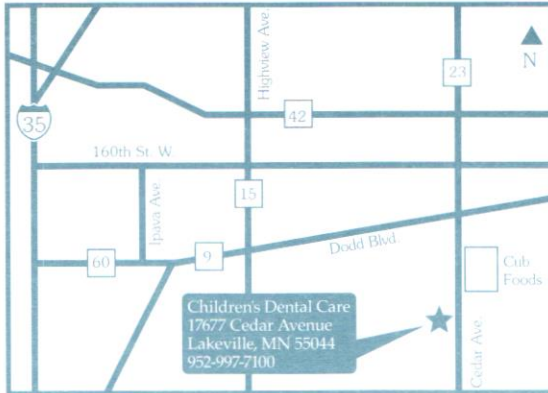 Highview Ave.
23
N
42
35
160th St. W.
Ipava Ave.
15
60
9
Dodd Blvd.
Cub
Foods
Children's Dental Care
17677 Cedar Avenue
Lakeville, MN 55044
952-997-7100
Cedar Ave.